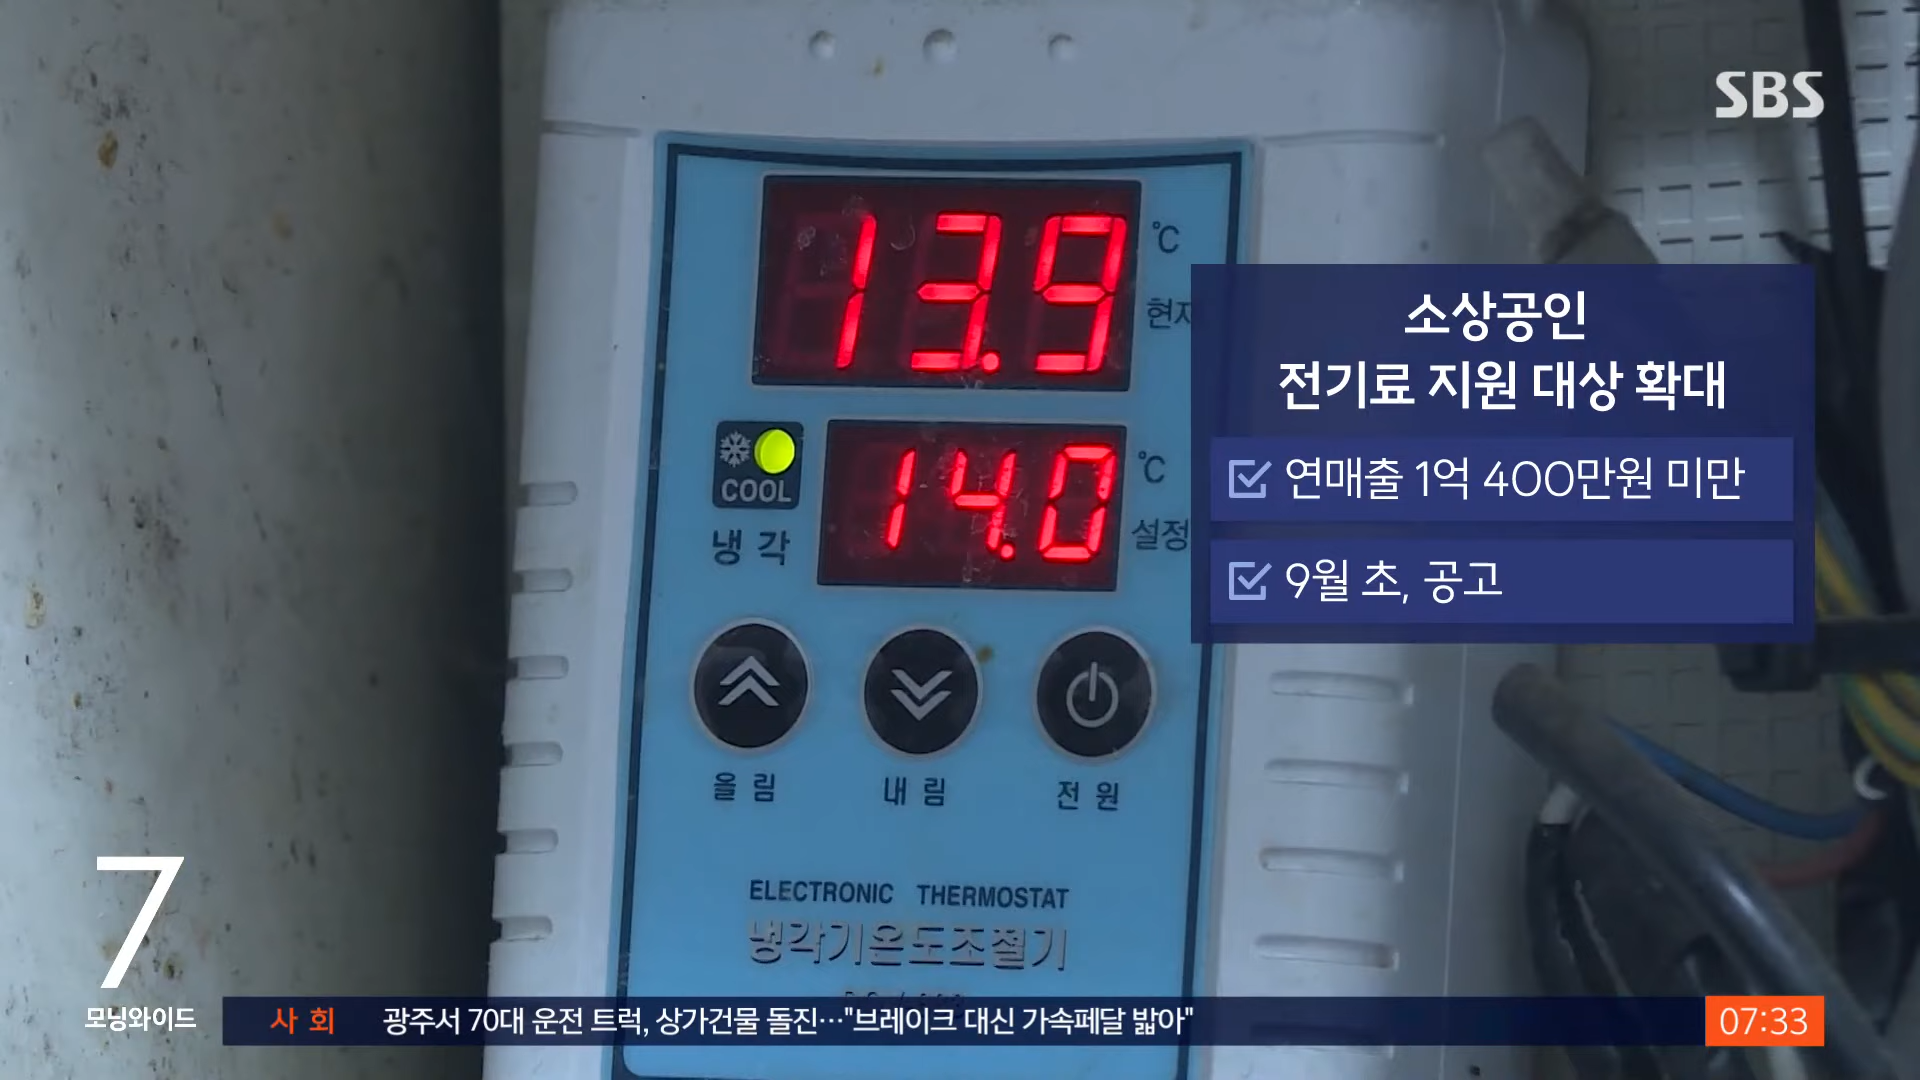 SBS
13.9
℃
현재
소상공인
전기료 지원 대상 확대
연매출 1억 400만원 미만
9월 초, 공고
COOL
냉각
14.0
℃
설정
올림
내림
전원
ELECTRONIC THERMOSTAT
냉각기온도조절기
7
모닝와이드
사회
광주서 70대 운전 트럭, 상가건물 돌진…"브레이크 대신 가속페달 밟아"
07:33